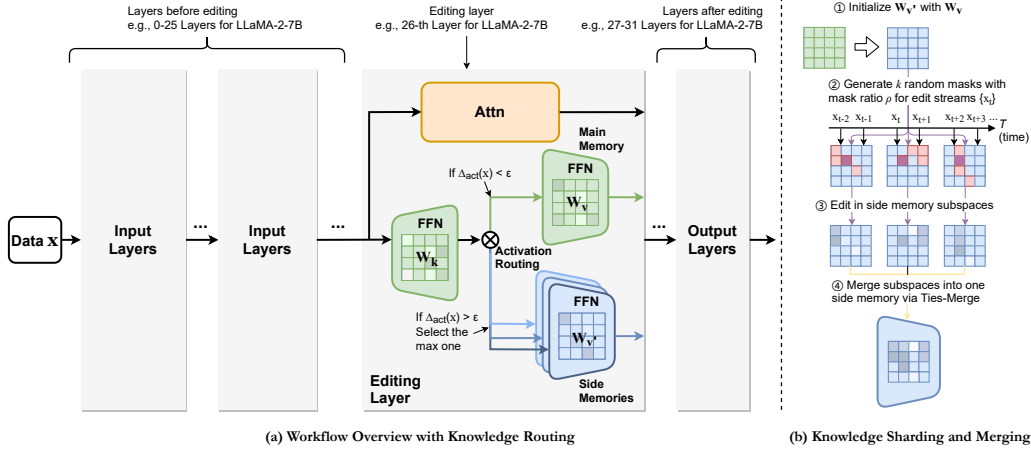 Layers before editing
e.g., 0-25 Layers for LLaMA-2-7B
Editing layer
e.g., 26-th Layer for LLaMA-2-7B
Layers after editing
e.g., 27-31 Layers for LLaMA-2-7B
Attn
Main
Memory
If Δact(x) < ε
FFN
Wv
FFN
Wk
Data x
Input
Layers
...
Input
Layers
...
Activation
Routing
...
Output
Layers
If Δact(x) > ε
Select the
max one
FFN
Wv'
Editing
Layer
Side
Memories
(a) Workflow Overview with Knowledge Routing
① Initialize Wv' with Wv
② Generate k random masks with
mask ratio ρ for edit streams {xt}
xt-2 xt-1 xt xt+1 xt+2 xt+3 ... T
(time)
③ Edit in side memory subspaces
④ Merge subspaces into one
side memory via Ties-Merge
(b) Knowledge Sharding and Merging